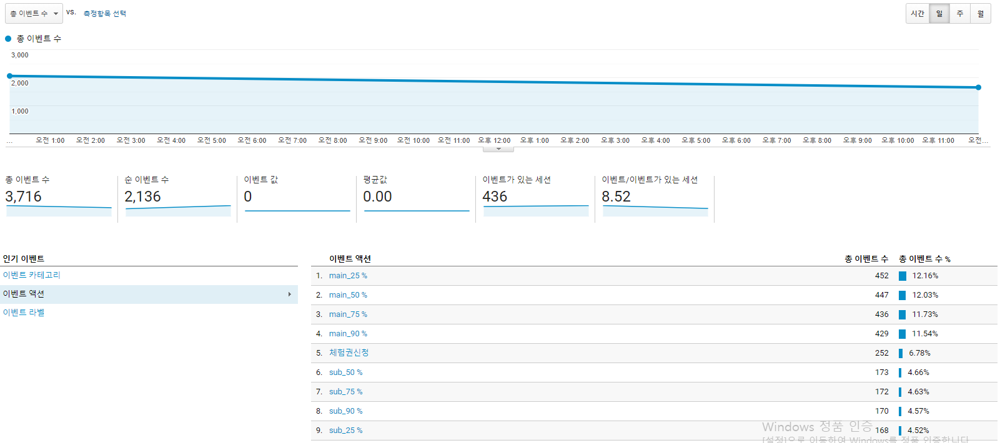 총 이벤트 수 vs. 측정항목 선택 시간 일 주 월
총 이벤트 수
3,000
2,000
1,000
... 오전 1:00 오전 2:00 오전 3:00 오전 4:00 오전 5:00 오전 6:00 오전 7:00 오전 8:00 오전 9:00 오전 10:00 오전 11:00 오후 12:00 오후 1:00 오후 2:00 오후 3:00 오후 4:00 오후 5:00 오후 6:00 오후 7:00 오후 8:00 오후 9:00 오후 10:00 오후 11:00 오전...
총 이벤트 수 순 이벤트 수 이벤트 값 평균값 이벤트가 있는 세션 이벤트/이벤트가 있는 세션
3,716 2,136 0 0.00 436 8.52
인기 이벤트
이벤트 카테고리
이벤트 액션
이벤트 라벨
이벤트 액션 총 이벤트 수 총 이벤트 수 %
1. main_25 % 452 12.16%
2. main_50 % 447 12.03%
3. main_75 % 436 11.73%
4. main_90 % 429 11.54%
5. 체험권신청 252 6.78%
6. sub_50 % 173 4.66%
7. sub_75 % 172 4.63%
8. sub_90 % 170 4.57%
9. sub_25 % 168 4.52%
Windows 정품 인증
[설정]으로 이동하여 Windows를 정품 인증합니다